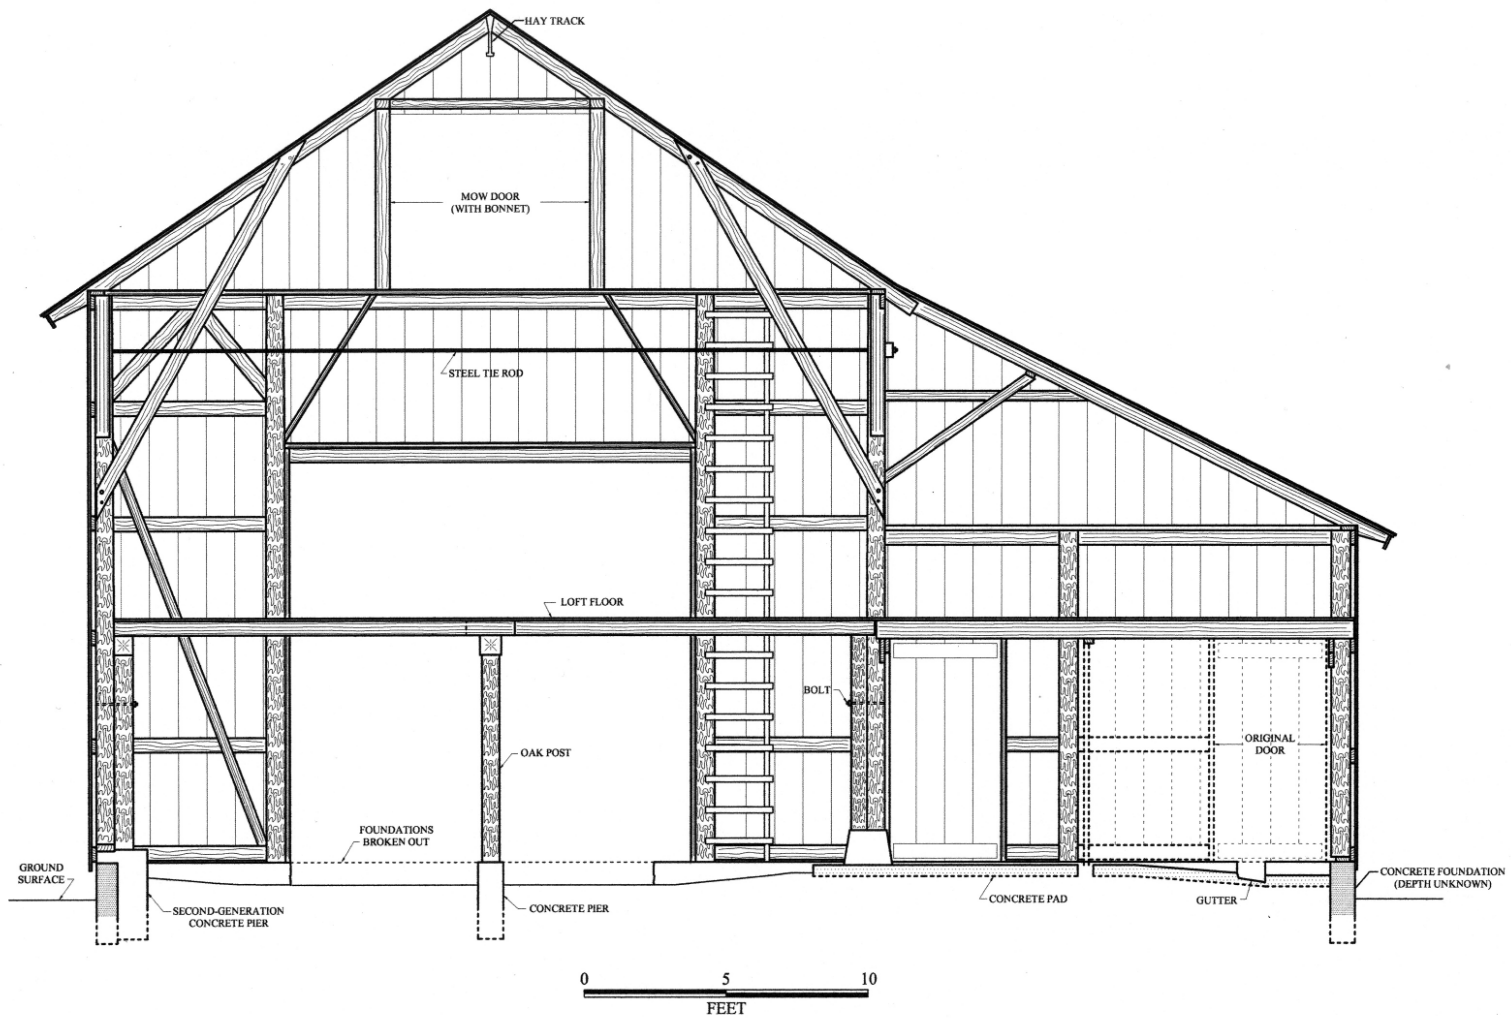 HAY TRACK
MOW DOOR
(WITH BONNET)
STEEL TIE ROD
LOFT FLOOR
BOLT
OAK POST
ORIGINAL
DOOR
FOUNDATIONS
BROKEN OUT
GROUND
SURFACE
CONCRETE FOUNDATION
(DEPTH UNKNOWN)
SECOND-GENERATION
CONCRETE PIER
CONCRETE PIER
CONCRETE PAD
GUTTER
0 5 10
FEET